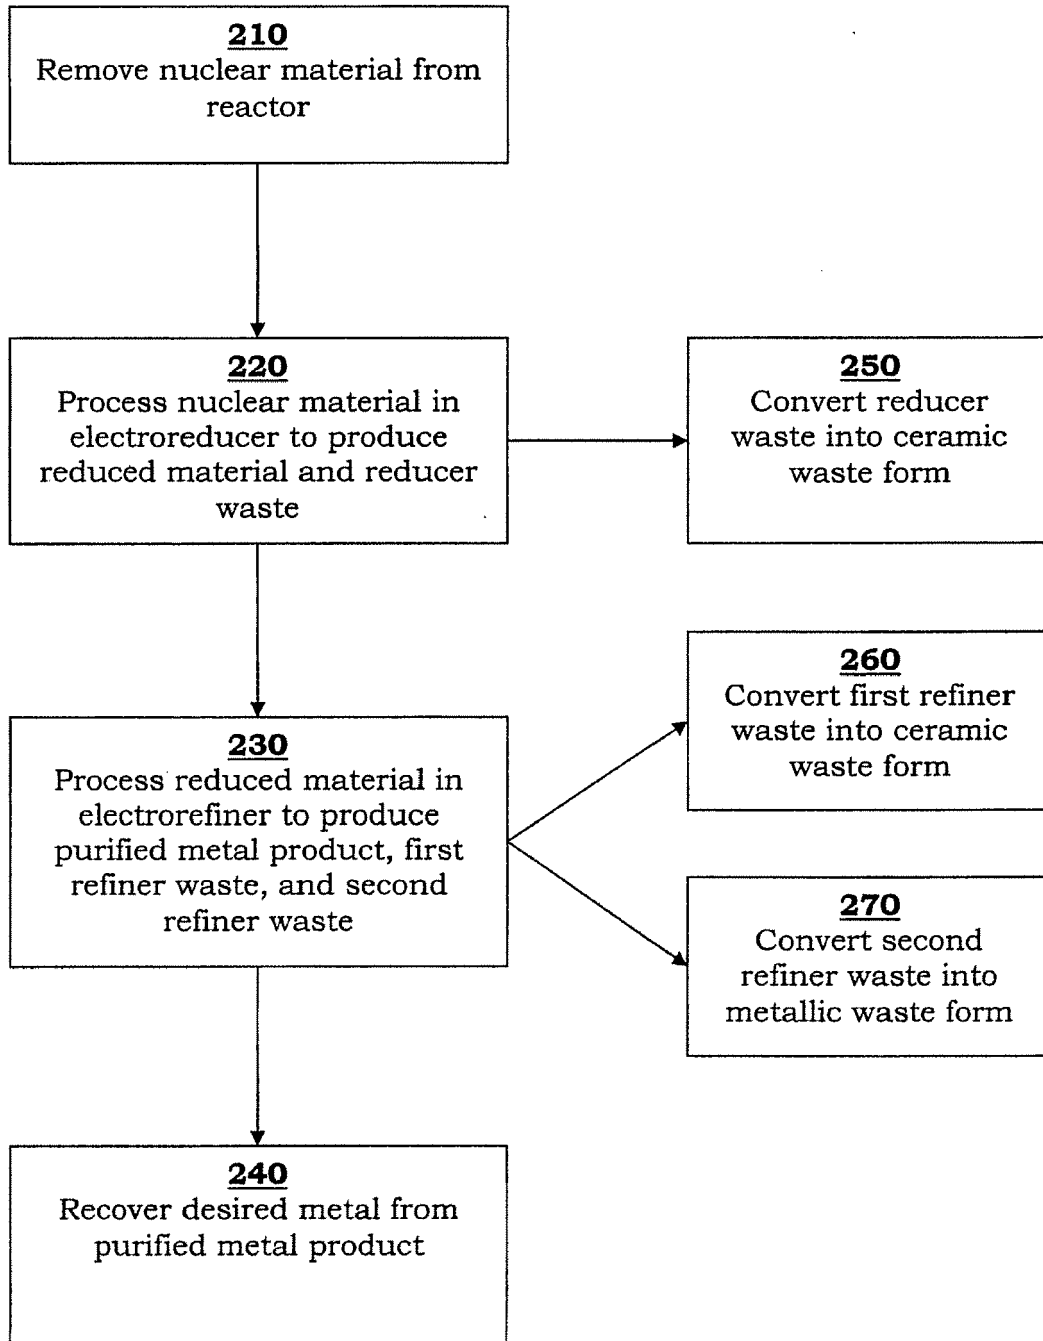 210
Remove nuclear material from
reactor
220
Process nuclear material in
electroreducer to produce
reduced material and reducer
waste
250
Convert reducer
waste into ceramic
waste form
260
Convert first refiner
waste into ceramic
waste form
230
Process reduced material in
electrorefiner to produce
purified metal product, first
refiner waste, and second
refiner waste
270
Convert second
refiner waste into
metallic waste form
240
Recover desired metal from
purified metal product